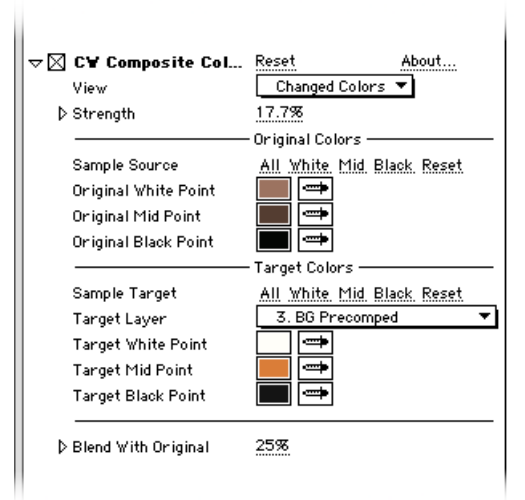 CW Composite Col... Reset About...
View Changed Colors
Strength 17.7%
Original Colors
Sample Source All White Mid Black Reset
Original White Point
Original Mid Point
Original Black Point
Target Colors
Sample Target All White Mid Black Reset
Target Layer 3. BG Precomped
Target White Point
Target Mid Point
Target Black Point
Blend With Original 25%